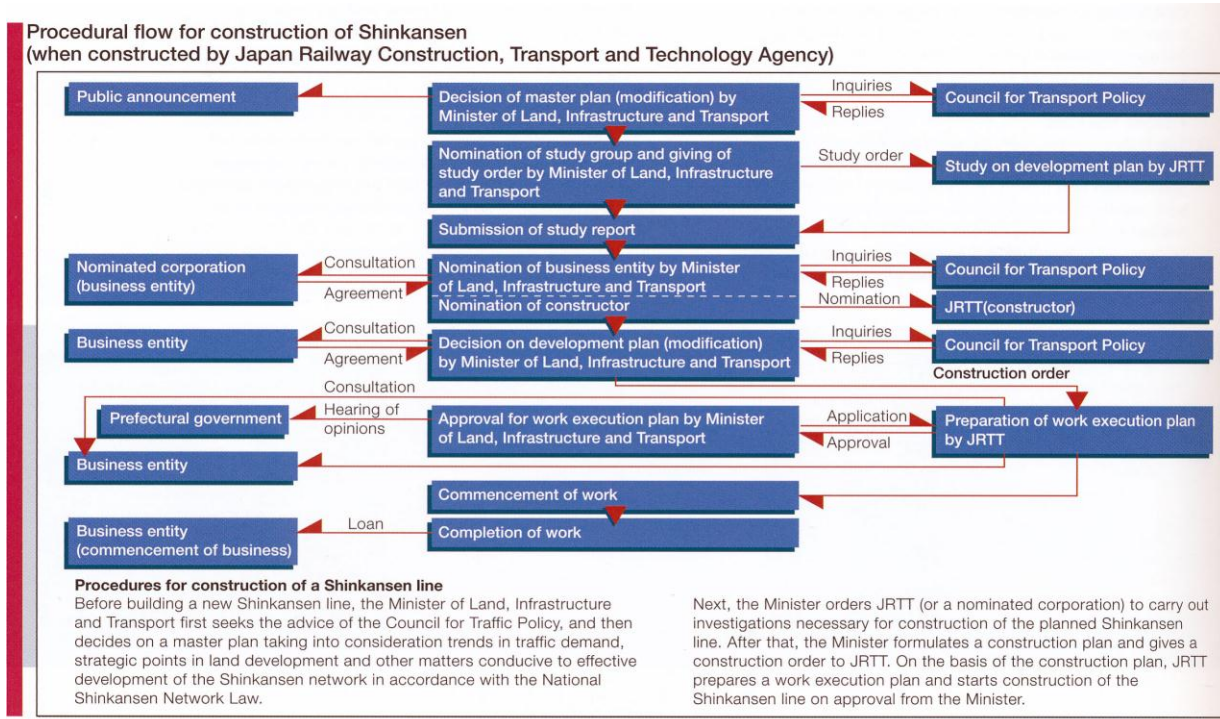 Procedural flow for construction of Shinkansen
(when constructed by Japan Railway Construction, Transport and Technology Agency)
Public announcement
Decision of master plan (modification) by
Minister of Land, Infrastructure and Transport
Inquiries
Replies
Council for Transport Policy
Nomination of study group and giving of
study order by Minister of Land, Infrastructure
and Transport
Study order
Study on development plan by JRTT
Submission of study report
Nominated corporation
(business entity)
Consultation
Agreement
Nomination of business entity by Minister
of Land, Infrastructure and Transport
Nomination of constructor
Inquiries
Replies
Council for Transport Policy
Nomination
JRTT(constructor)
Business entity
Consultation
Agreement
Decision on development plan (modification)
by Minister of Land, Infrastructure and Transport
Inquiries
Replies
Council for Transport Policy
Construction order
Consultation
Prefectural government
Hearing of
opinions
Approval for work execution plan by Minister
of Land, Infrastructure and Transport
Application
Approval
Preparation of work execution plan
by JRTT
Business entity
Commencement of work
Business entity
(commencement of business)
Loan
Completion of work
Procedures for construction of a Shinkansen line
Before building a new Shinkansen line, the Minister of Land, Infrastructure
and Transport first seeks the advice of the Council for Traffic Policy, and then
decides on a master plan taking into consideration trends in traffic demand,
strategic points in land development and other matters conducive to effective
development of the Shinkansen network in accordance with the National
Shinkansen Network Law.
Next, the Minister orders JRTT (or a nominated corporation) to carry out
investigations necessary for construction of the planned Shinkansen
line. After that, the Minister formulates a construction plan and gives a
construction order to JRTT. On the basis of the construction plan, JRTT
prepares a work execution plan and starts construction of the
Shinkansen line on approval from the Minister.